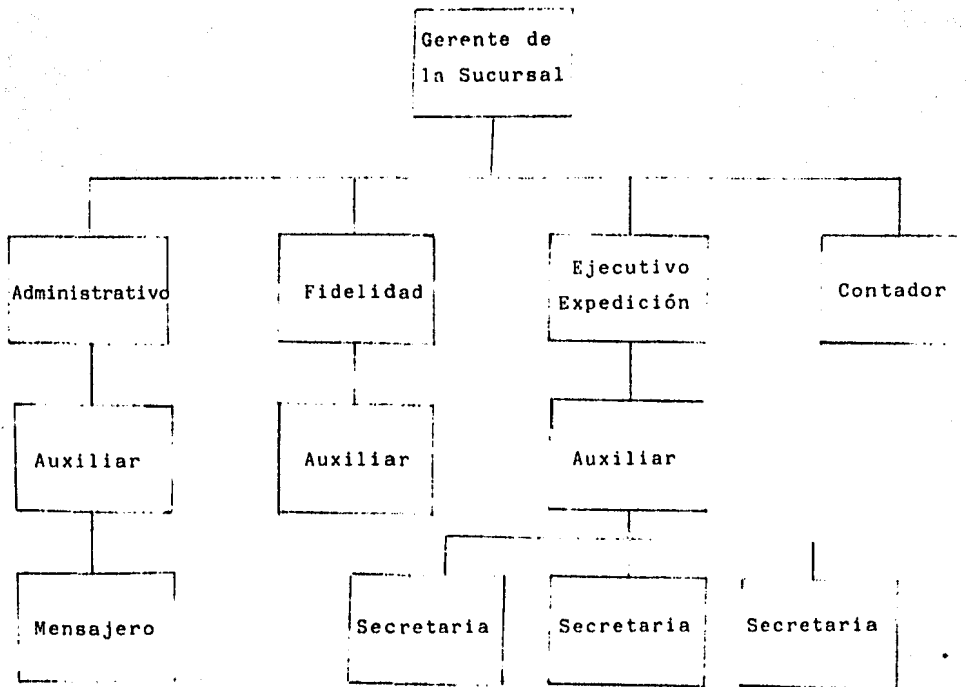 Gerente de
la Sucursal
Administrativo
Fidelidad
Ejecutivo
Expedición
Contador
Auxiliar
Auxiliar
Auxiliar
Mensajero
Secretaria
Secretaria
Secretaria